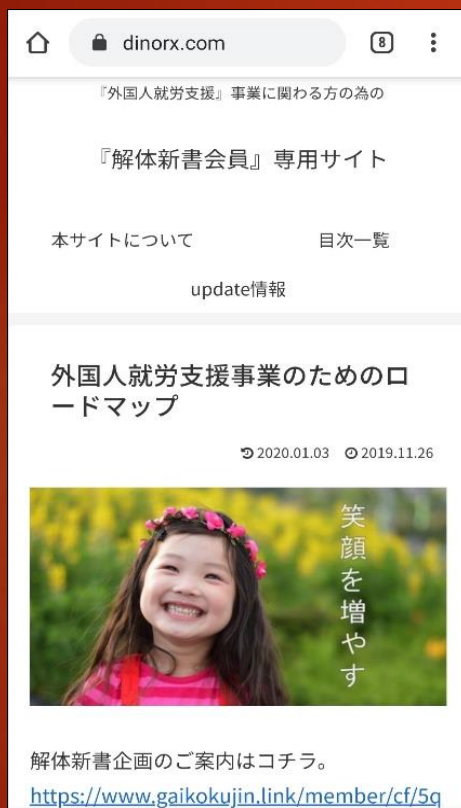 dinorx.com
8
『外国人就労支援』事業に関わる方の為の
『解体新書会員』専用サイト
本サイトについて 目次一覧
update情報
外国人就労支援事業のためのロ
ードマップ
2020.01.03 2019.11.26
笑顔を増やす
解体新書企画のご案内はコチラ。
https://www.gaikokujin.link/member/cf/5q